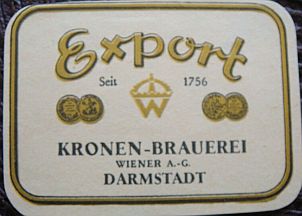 Export
Seit W 1756
KRONEN-BRAUEREI
WIENER A.-G.
DARMSTADT